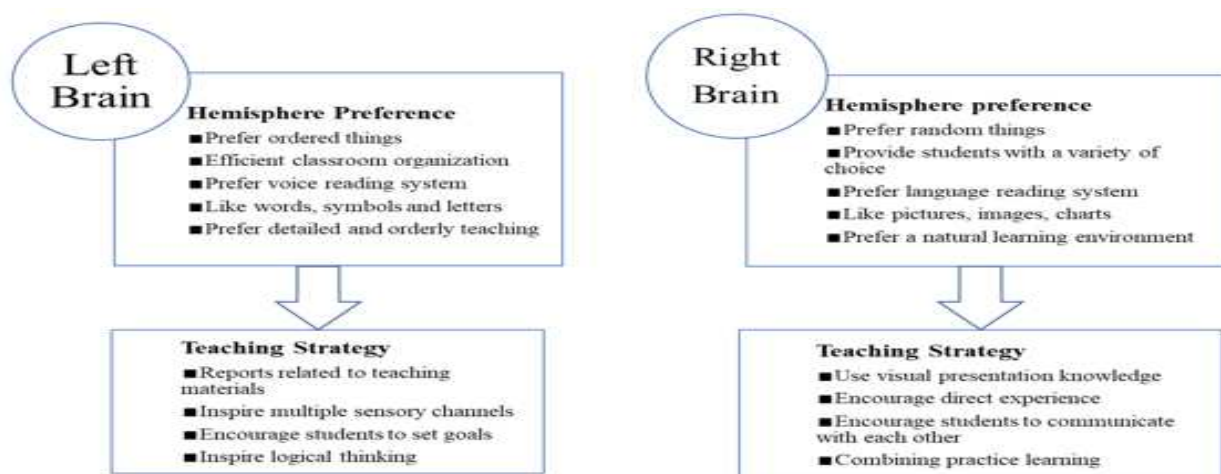 Left
Brain
Hemisphere Preference
■Prefer ordered things
■Efficient classroom organization
■Prefer voice reading system
■Like words, symbols and letters
■Prefer detailed and orderly teaching
Teaching Strategy
■Reports related to teaching
materials
■Inspire multiple sensory channels
■Encourage students to set goals
■Inspire logical thinking
Right
Brain
Hemisphere preference
■Prefer random things
■Provide students with a variety of
choice
■Prefer language reading system
■Like pictures, images, charts
■Prefer a natural learning environment
Teaching Strategy
■Use visual presentation knowledge
■Encourage direct experience
■Encourage students to communicate
with each other
■Combining practice learning